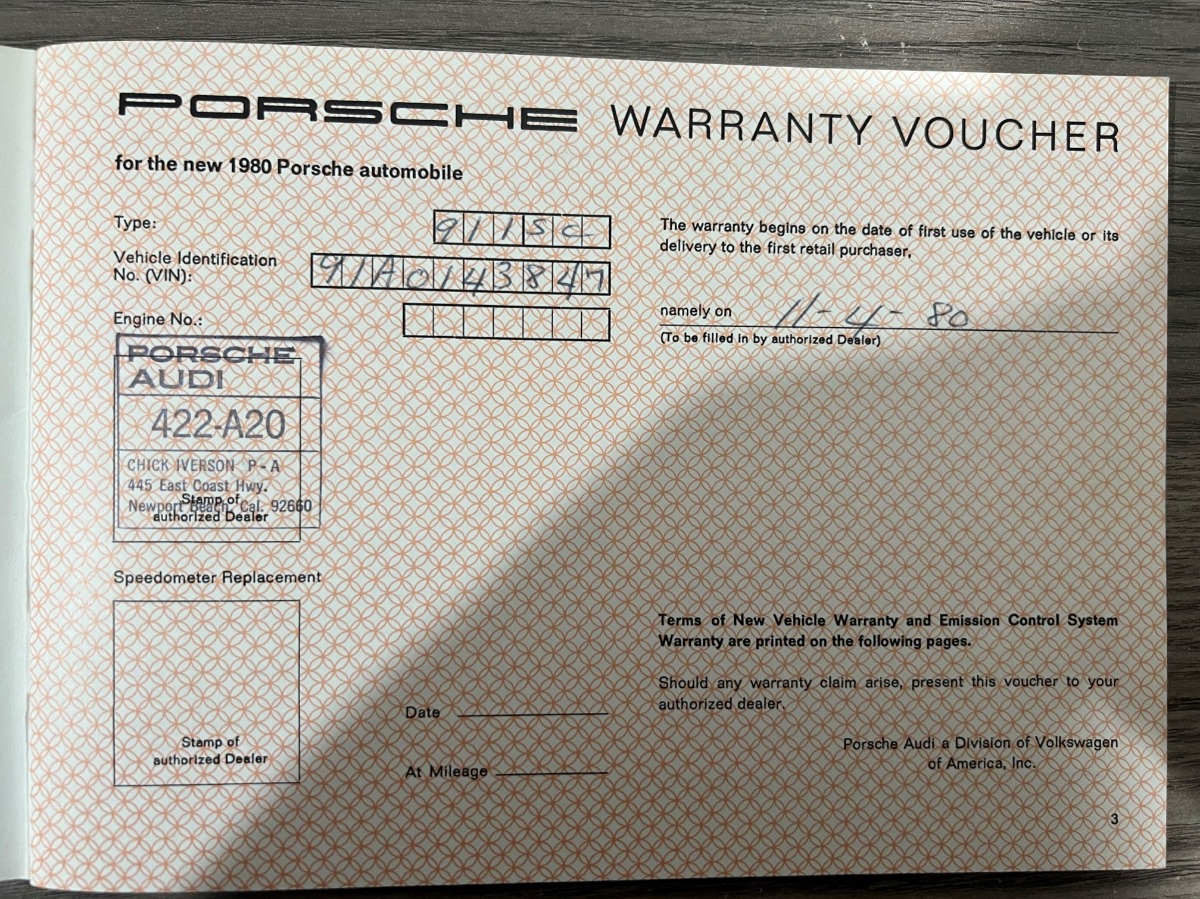 PORSCHE WARRANTY VOUCHER
for the new 1980 Porsche automobile
Type: 911SC
Vehicle Identification
No. (VIN): 91A0143847
Engine No.:
The warranty begins on the date of first use of the vehicle or its
delivery to the first retail purchaser,
namely on 11-4-80
(To be filled in by authorized Dealer)
PORSCHE
AUDI
422-A20
CHICK IVERSON P-A
445 East Coast Hwy.
Newport Beach, Cal. 92660
Stamp of
authorized Dealer
Speedometer Replacement
Stamp of
authorized Dealer
Date
At Mileage
Terms of New Vehicle Warranty and Emission Control System
Warranty are printed on the following pages.
Should any warranty claim arise, present this voucher to your
authorized dealer.
Porsche Audi a Division of Volkswagen
of America, Inc.
3